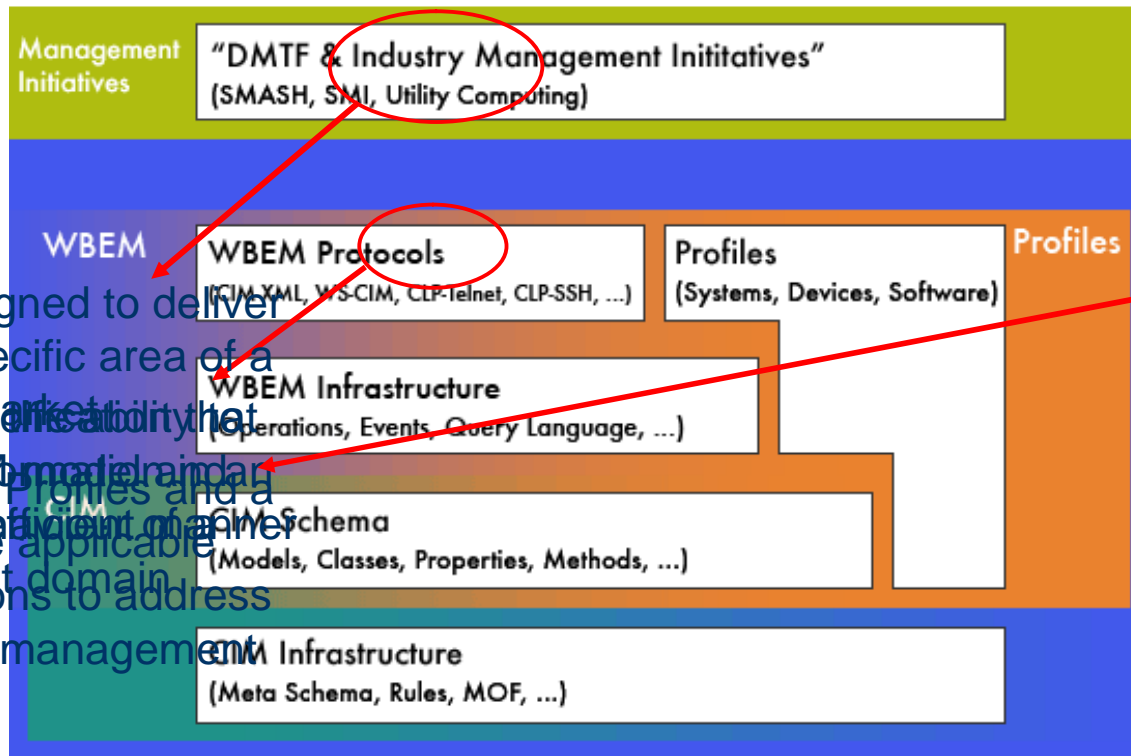 Management
Initiatives
“DMTF & Industry Management Inititatives”
(SMASH, SMI, Utility Computing)
WBEM
WBEM Protocols
(CIM-XML, WS-CIM, CLP-Telnet, CLP-SSH, ...)
Profiles
(Systems, Devices, Software)
Profiles
gned to deliver
ecific area of a
WBEM Infrastructure
(Operations, Events, Query Language, ...)
Profiles and a
CIM
CIM Schema
applicable
(Models, Classes, Properties, Methods, ...)
t domain
ons to address
management
CIM Infrastructure
(Meta Schema, Rules, MOF, ...)